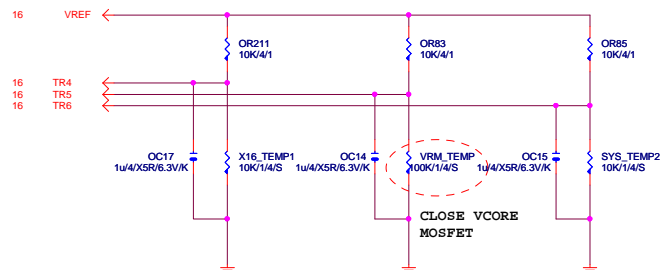 16 VREF
OR211
10K/4/1
OR83
10K/4/1
OR85
10K/4/1
16 TR4
16 TR5
16 TR6
OC17
1u/4/X5R/6.3V/K
X16_TEMP1
10K/1/4/S
OC14
1u/4/X5R/6.3V/K
VRM_TEMP
100K/1/4/S
OC15
1u/4/X5R/6.3V/K
SYS_TEMP2
10K/1/4/S
CLOSE VCORE
MOSFET